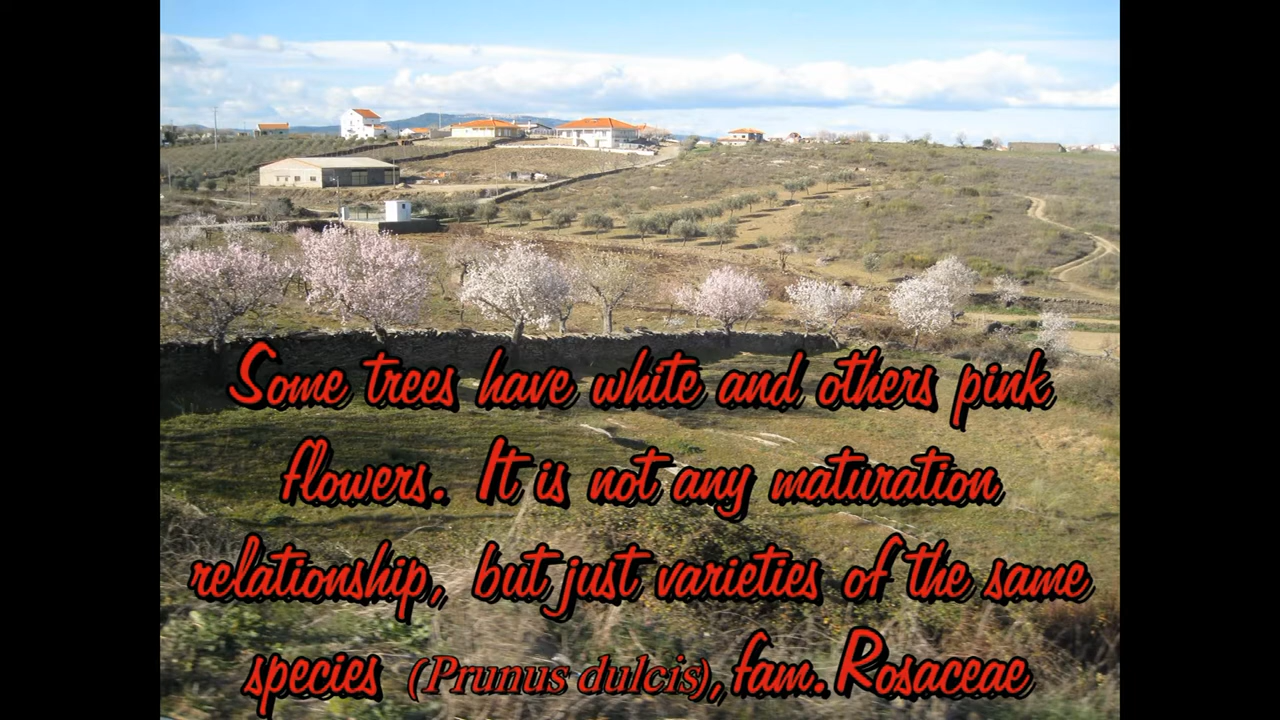 Some trees have white and others pink
flowers. It is not any maturation
relationship, but just varieties of the same
species (Prunus dulcis), fam. Rosaceae